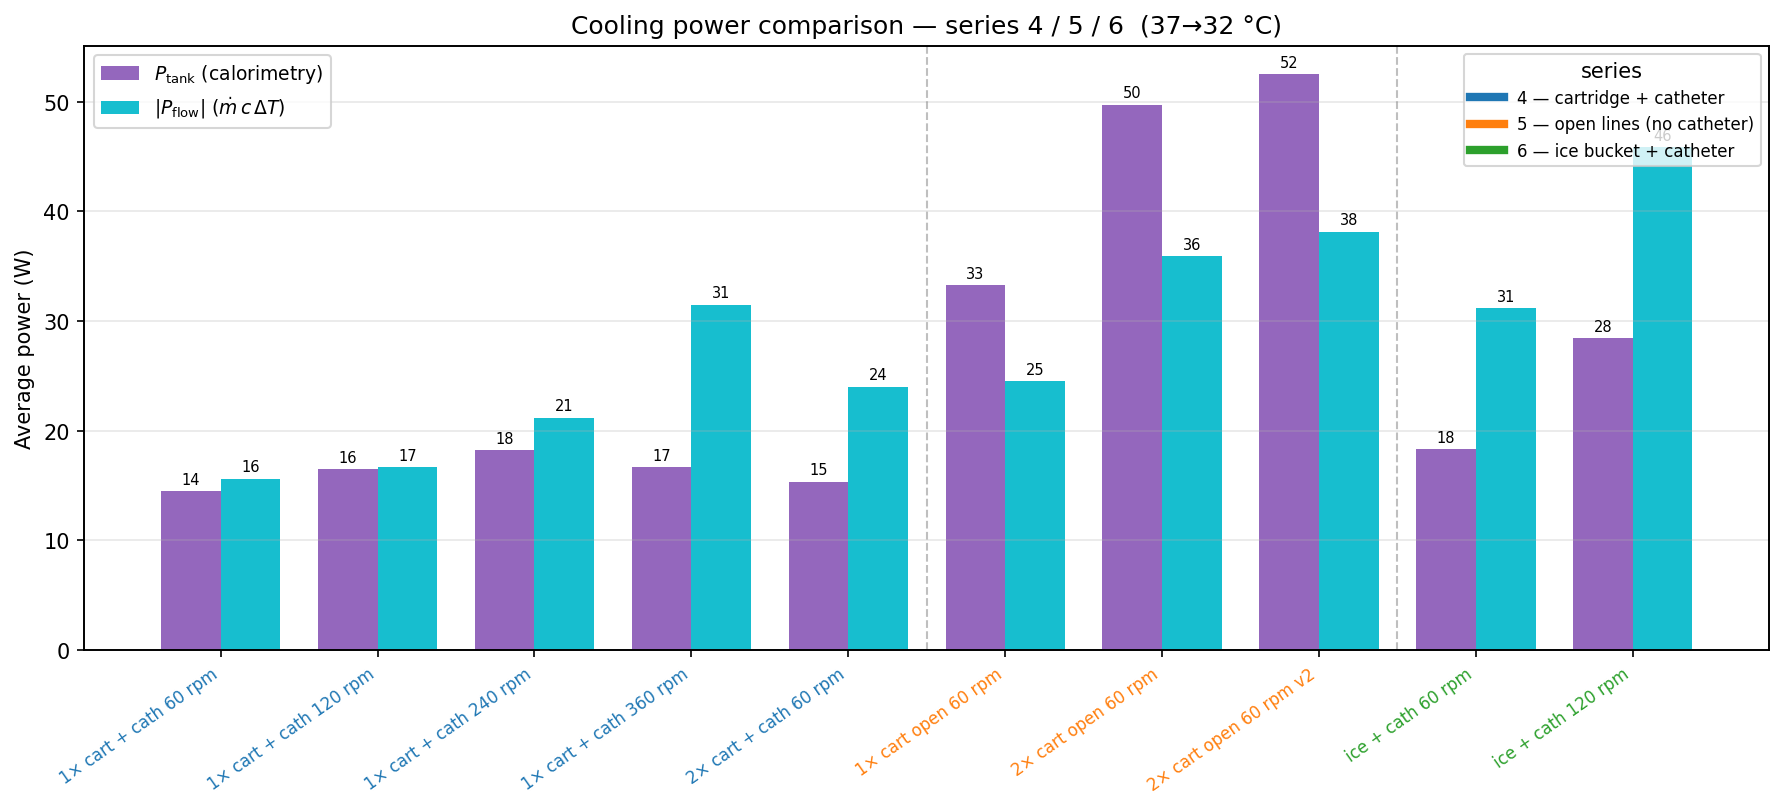 Cooling power comparison — series 4 / 5 / 6  (37→32 °C)
P_tank (calorimetry)
|P_flow| (ṁ c ΔT)
series
4 — cartridge + catheter
5 — open lines (no catheter)
6 — ice bucket + catheter
Average power (W)
50
40
30
20
10
0
14
16
16
17
18
21
17
31
15
24
33
25
50
36
52
38
18
31
28
46
1× cart + cath 60 rpm
1× cart + cath 120 rpm
1× cart + cath 240 rpm
1× cart + cath 360 rpm
2× cart + cath 60 rpm
1× cart open 60 rpm
2× cart open 60 rpm
2× cart open 60 rpm v2
ice + cath 60 rpm
ice + cath 120 rpm